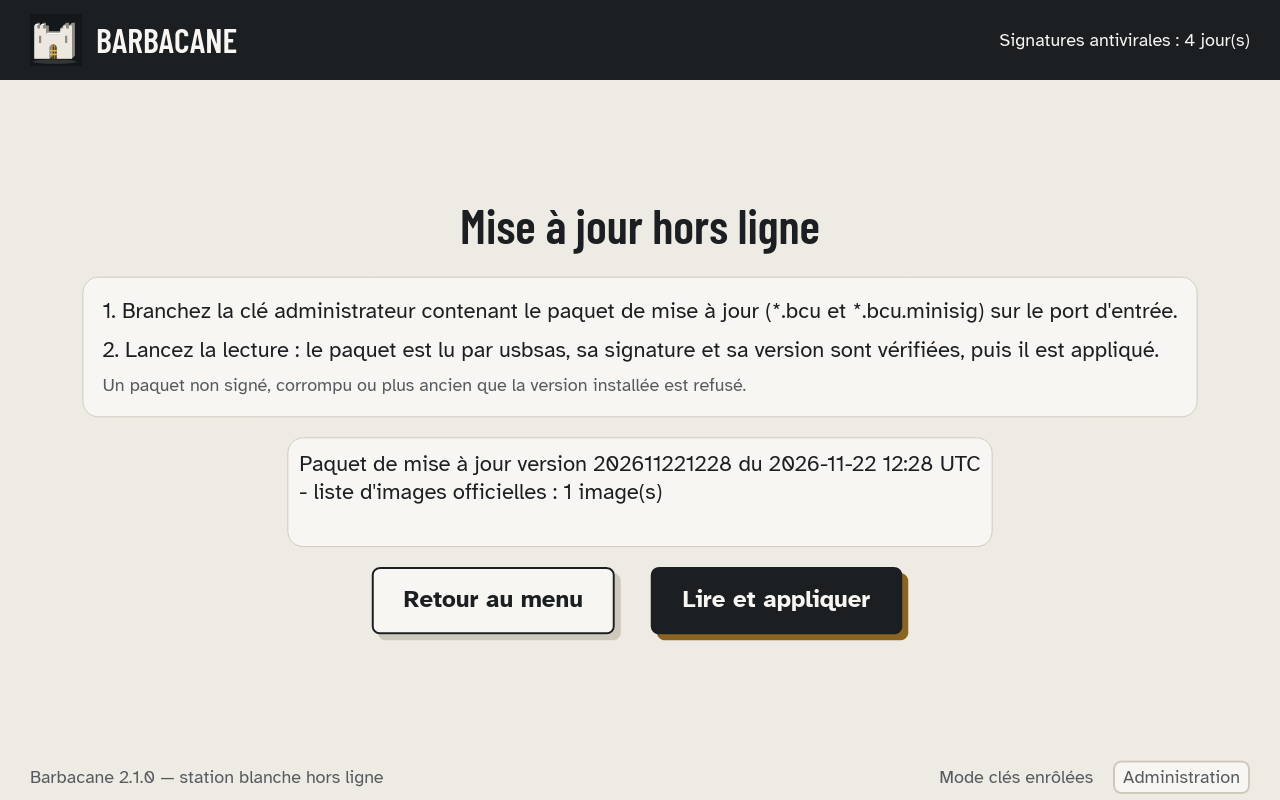 BARBACANE
Signatures antivirales : 4 jour(s)
Mise à jour hors ligne
1. Branchez la clé administrateur contenant le paquet de mise à jour (*.bcu et *.bcu.minisig) sur le port d'entrée.
2. Lancez la lecture : le paquet est lu par usbsas, sa signature et sa version sont vérifiées, puis il est appliqué.
Un paquet non signé, corrompu ou plus ancien que la version installée est refusé.
Paquet de mise à jour version 202611221228 du 2026-11-22 12:28 UTC
- liste d'images officielles : 1 image(s)
Retour au menu
Lire et appliquer
Barbacane 2.1.0 — station blanche hors ligne
Mode clés enrôlées
Administration